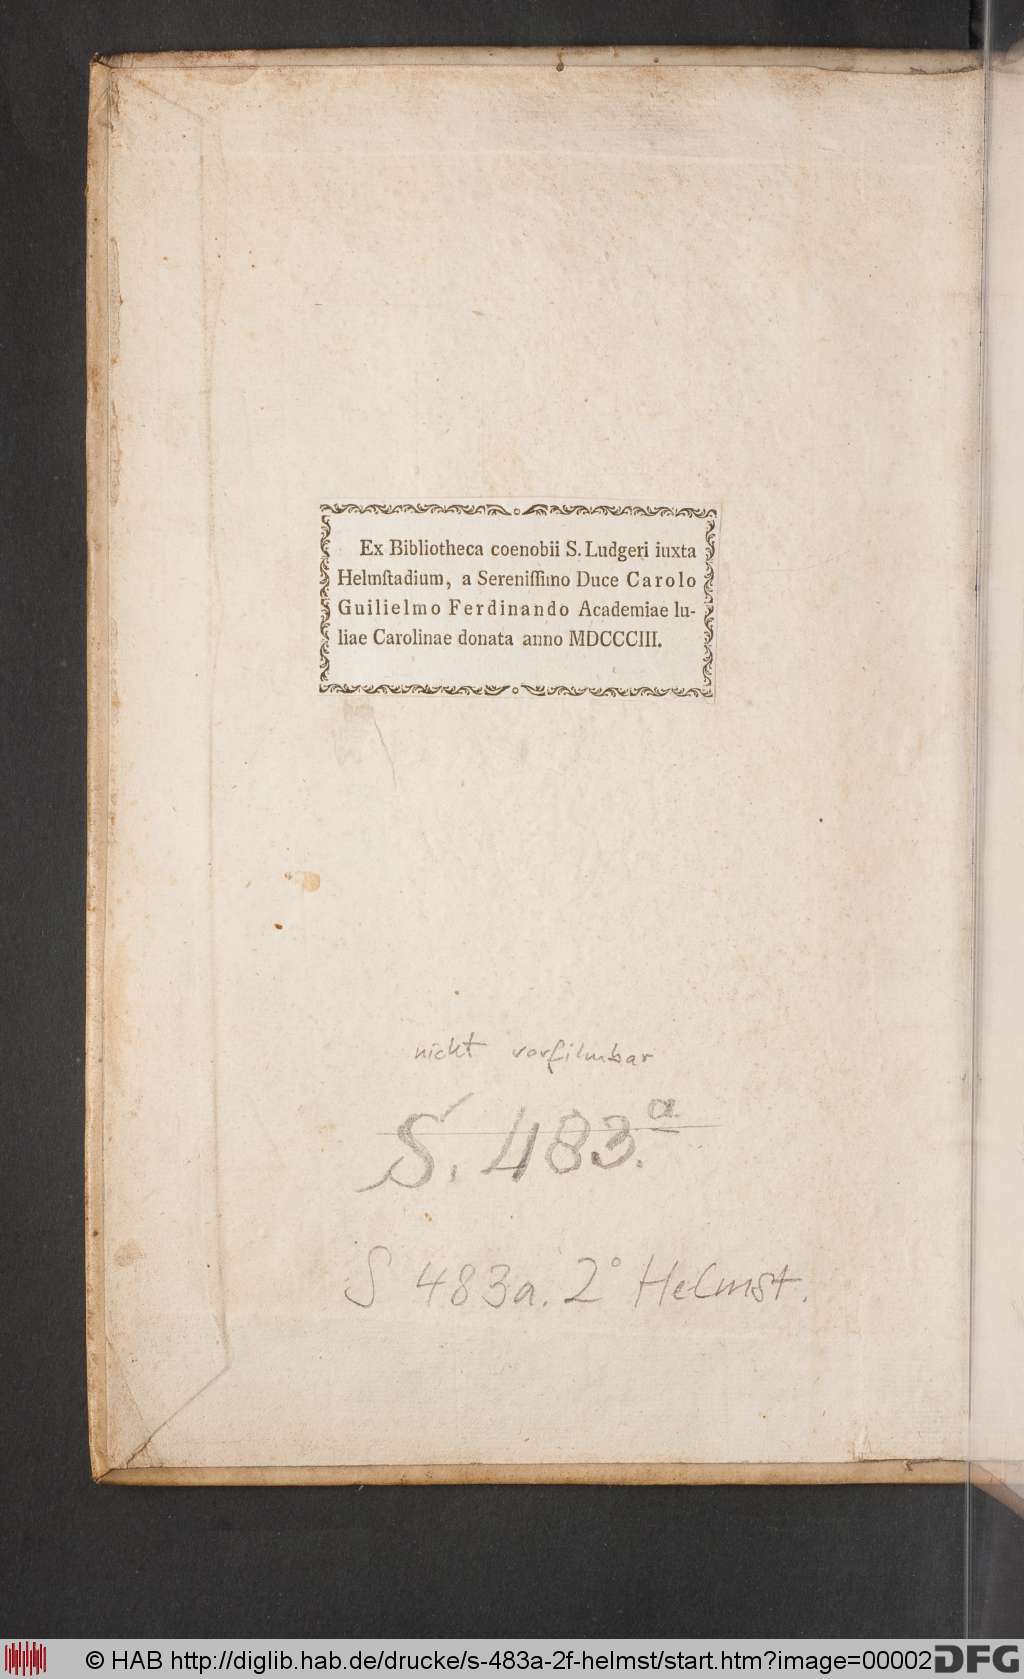 Ex Bibliotheca coenobii S. Ludgeri iuxta
Helmſtadium, a Sereniſſimo Duce Carolo
Guilielmo Ferdinando Academiae Iu-
liae Carolinae donata anno MDCCCIII.
nicht verfilmbar
S. 483.a
S 483a. 2° Helmst.
© HAB http://diglib.hab.de/drucke/s-483a-2f-helmst/start.htm?image=00002 DFG